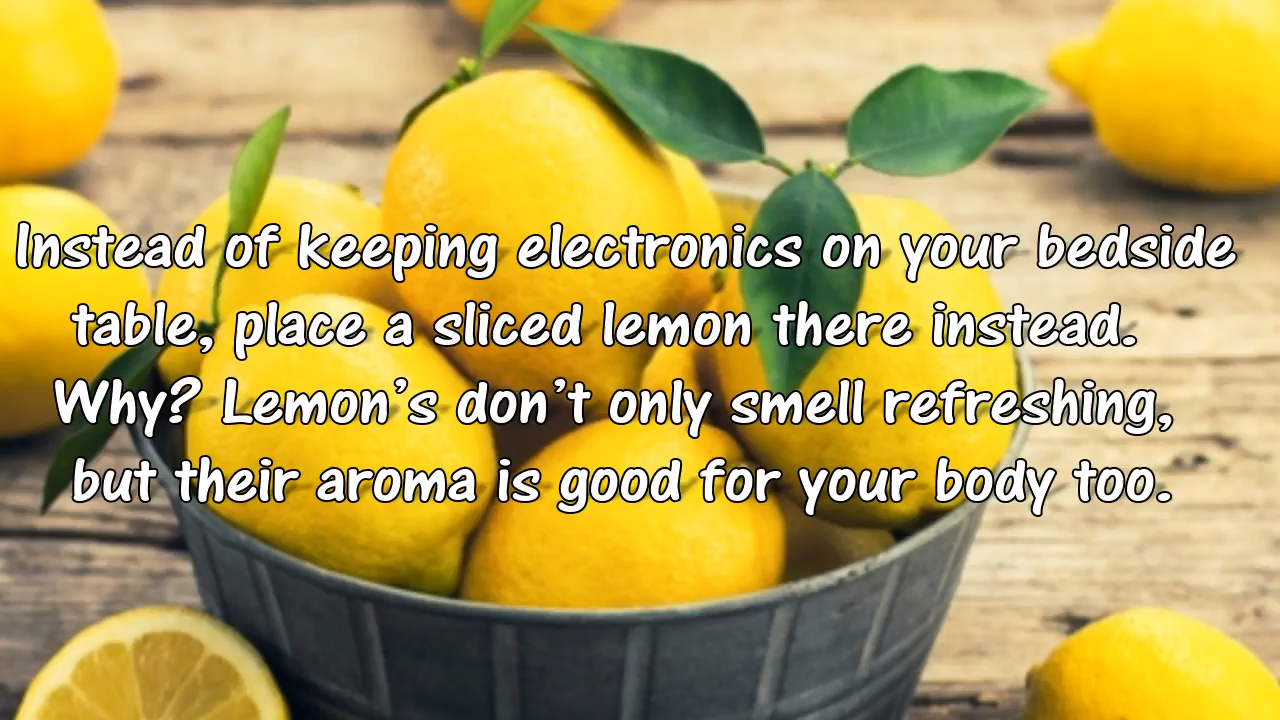 Instead of keeping electronics on your bedside
table, place a sliced lemon there instead.
Why? Lemon’s don’t only smell refreshing,
but their aroma is good for your body too.